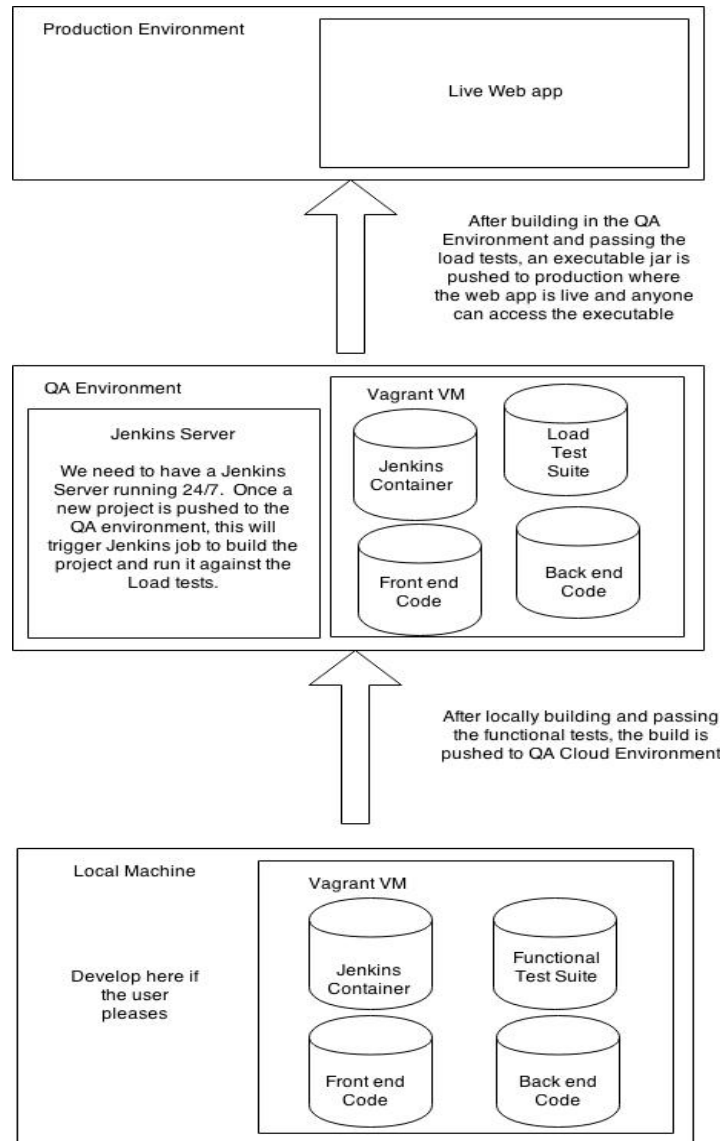 Production Environment
Live Web app
After building in the QA
Environment and passing the
load tests, an executable jar is
pushed to production where
the web app is live and anyone
can access the executable
QA Environment
Jenkins Server
We need to have a Jenkins
Server running 24/7. Once a
new project is pushed to the
QA environment, this will
trigger Jenkins job to build the
project and run it against the
Load tests.
Vagrant VM
Jenkins
Container
Load
Test
Suite
Front end
Code
Back end
Code
After locally building and passing
the functional tests, the build is
pushed to QA Cloud Environment
Local Machine
Develop here if
the user
pleases
Vagrant VM
Jenkins
Container
Functional
Test Suite
Front end
Code
Back end
Code